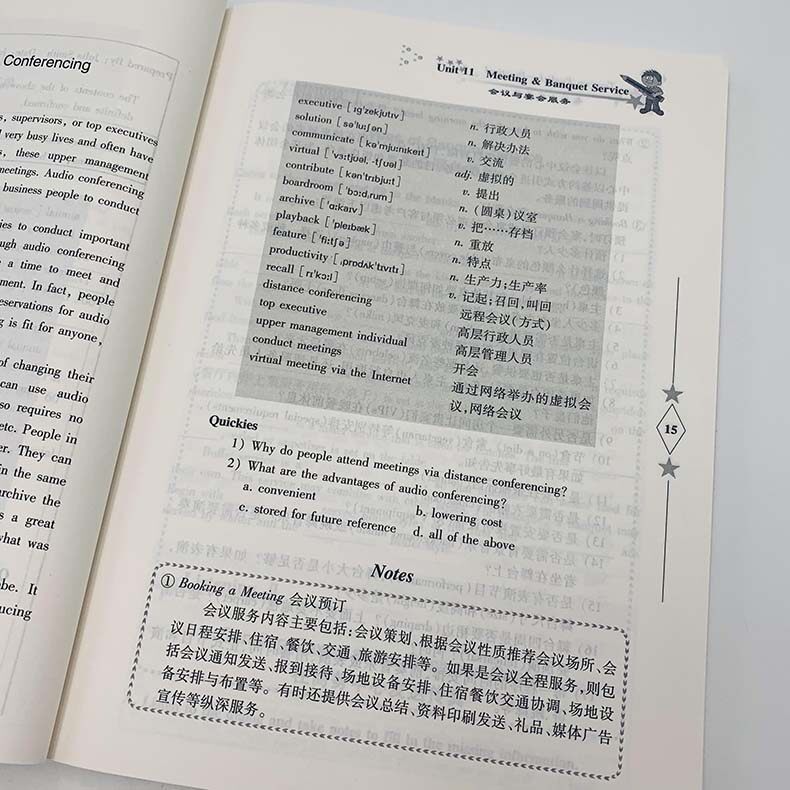 Conferencing
s, supervisors, or top executives
very busy lives and often have
these upper management
meetings. Audio conferencing
business people to conduct
ies to conduct important
ugh audio conferencing
a time to meet and
ment. In fact, people
reservations for audio
g is fit for anyone,
of changing their
can use audio
so requires no
etc. People in
er. They can
in the same
archive the
s a great
what was
be. It
ucing
Unit 11 Meeting & Banquet Service
会议与宴会服务
executive [ɪgˈzekjutɪv] n. 行政人员
solution [səˈluːʃən] n. 解决办法
communicate [kəˈmjuːnɪkeɪt] v. 交流
virtual [ˈvɜːtjuəl, -tʃuəl] adj. 虚拟的
contribute [kənˈtrɪbjuːt] v. 提出
boardroom [ˈbɔːd.rum] n. (圆桌)议室
archive [ˈɑːkaɪv] v. 把……存档
playback [ˈpleɪbæk] n. 重放
feature [ˈfiːtʃə] n. 特点
productivity [ˌprɒdʌkˈtɪvɪtɪ] n. 生产力;生产率
recall [rɪˈkɔːl] v. 记起;召回,叫回
distance conferencing 远程会议(方式)
top executive 高层行政人员
upper management individual 高层管理人员
conduct meetings 开会
virtual meeting via the Internet 通过网络举办的虚拟会
议,网络会议
Quickies
1) Why do people attend meetings via distance conferencing?
2) What are the advantages of audio conferencing?
a. convenient b. lowering cost
c. stored for future reference d. all of the above
15
Notes
① Booking a Meeting 会议预订
会议服务内容主要包括:会议策划、根据会议性质推荐会议场所、会
议日程安排、住宿、餐饮、交通、旅游安排等。如果是会议全程服务,则包
括会议通知发送、报到接待、场地设备安排、住宿餐饮交通协调、场地设
备安排与布置等。有时还提供会议总结、资料印刷发送、礼品、媒体广告
宣传等纵深服务。